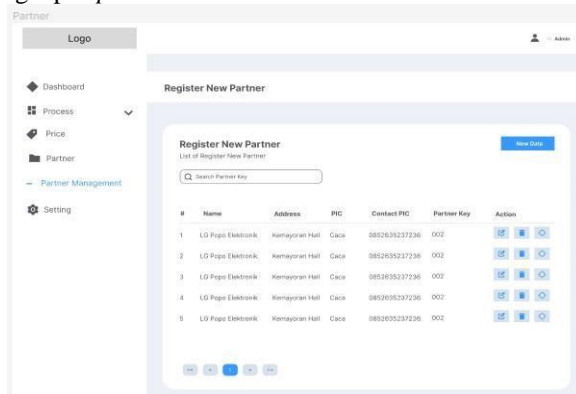 Partner
Logo
Admin
Dashboard
Register New Partner
Process
Price
Register New Partner
New Data
List of Register New Partner
Partner
Search Partner Key
Partner Management
Setting
# Name Address PIC Contact PIC Partner Key Action
1 LG Popo Elektronik Kemayoran Hall Caca 0852635237236 002
2 LG Popo Elektronik Kemayoran Hall Caca 0852635237236 002
3 LG Popo Elektronik Kemayoran Hall Caca 0852635237236 002
4 LG Popo Elektronik Kemayoran Hall Caca 0852635237236 002
5 LG Popo Elektronik Kemayoran Hall Caca 0852635237236 002
1